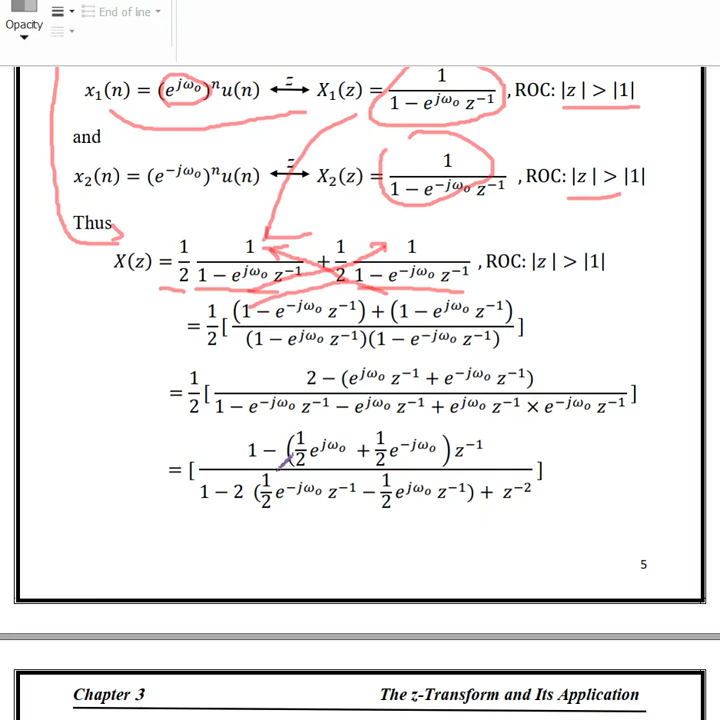 End of line
Opacity
x₁(n) = (e^{jω₀})ⁿu(n) ⟷z X₁(z) = 1/(1 − e^{jω₀} z⁻¹) , ROC: |z| > |1|
and
x₂(n) = (e^{−jω₀})ⁿu(n) ⟷z X₂(z) = 1/(1 − e^{−jω₀} z⁻¹) , ROC: |z| > |1|
Thus
X(z) = 1/2 1/(1 − e^{jω₀} z⁻¹) + 1/2 1/(1 − e^{−jω₀} z⁻¹) , ROC: |z| > |1|
= 1/2 [ ((1 − e^{−jω₀} z⁻¹) + (1 − e^{jω₀} z⁻¹)) / ((1 − e^{jω₀} z⁻¹)(1 − e^{−jω₀} z⁻¹)) ]
= 1/2 [ (2 − (e^{jω₀} z⁻¹ + e^{−jω₀} z⁻¹)) / (1 − e^{−jω₀} z⁻¹ − e^{jω₀} z⁻¹ + e^{jω₀} z⁻¹ × e^{−jω₀} z⁻¹) ]
= [ (1 − (1/2 e^{jω₀} + 1/2 e^{−jω₀}) z⁻¹) / (1 − 2 (1/2 e^{−jω₀} z⁻¹ − 1/2 e^{jω₀} z⁻¹) + z⁻²) ]
5
Chapter 3 The z-Transform and Its Application